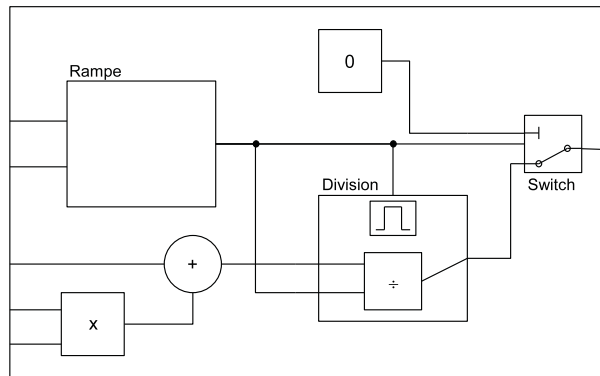 0
Rampe
Division
Switch
+
÷
x